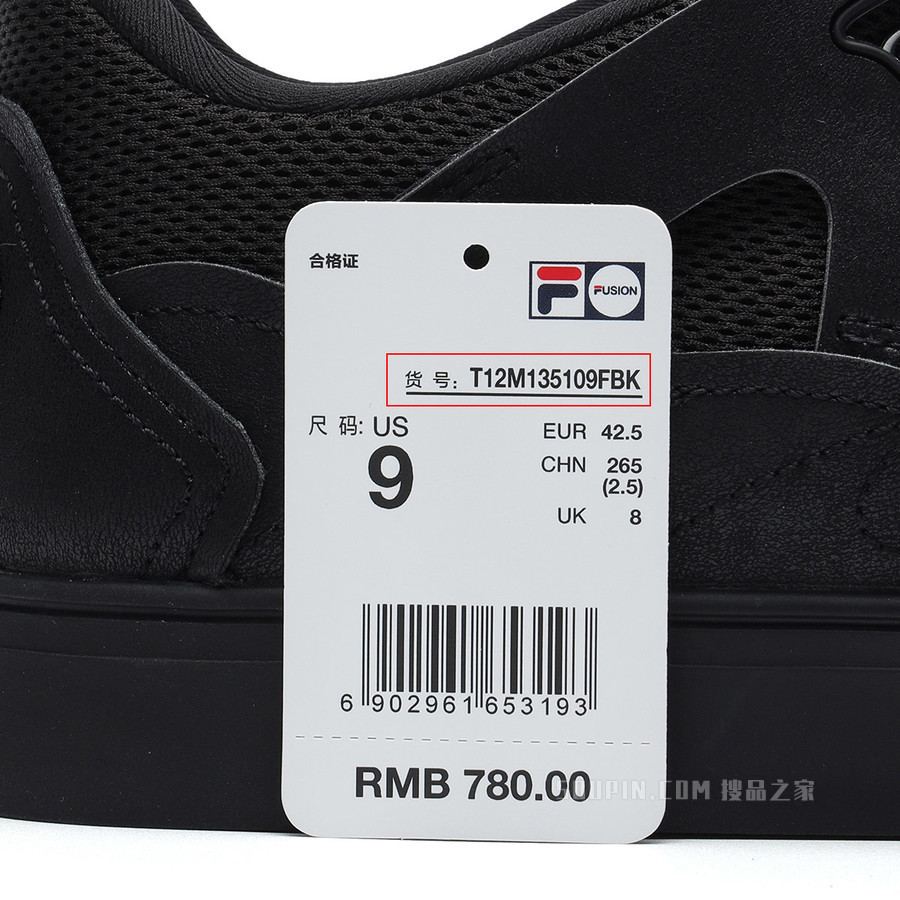 合格证
FUSION
货 号: T12M135109FBK
尺 码: US
9
EUR 42.5
CHN 265
(2.5)
UK 8
6 902961 653193
RMB 780.00
SOUPIN.COM 搜品之家